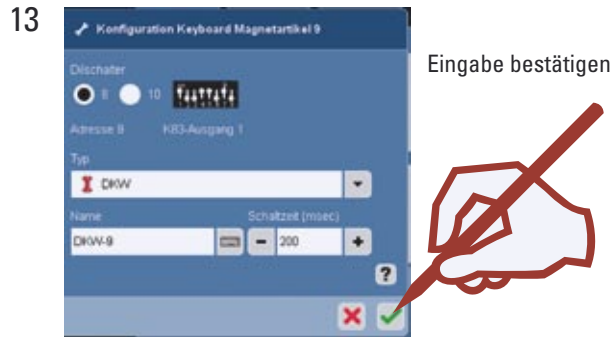 13
Konfiguration Keyboard Magnetartikel 9
Dilschater
8 10
Adresse 9 K83-Ausgang 1
Typ
DKW
Name Schaltzeit (msec)
DKW-9 - 200 +
?
Eingabe bestätigen